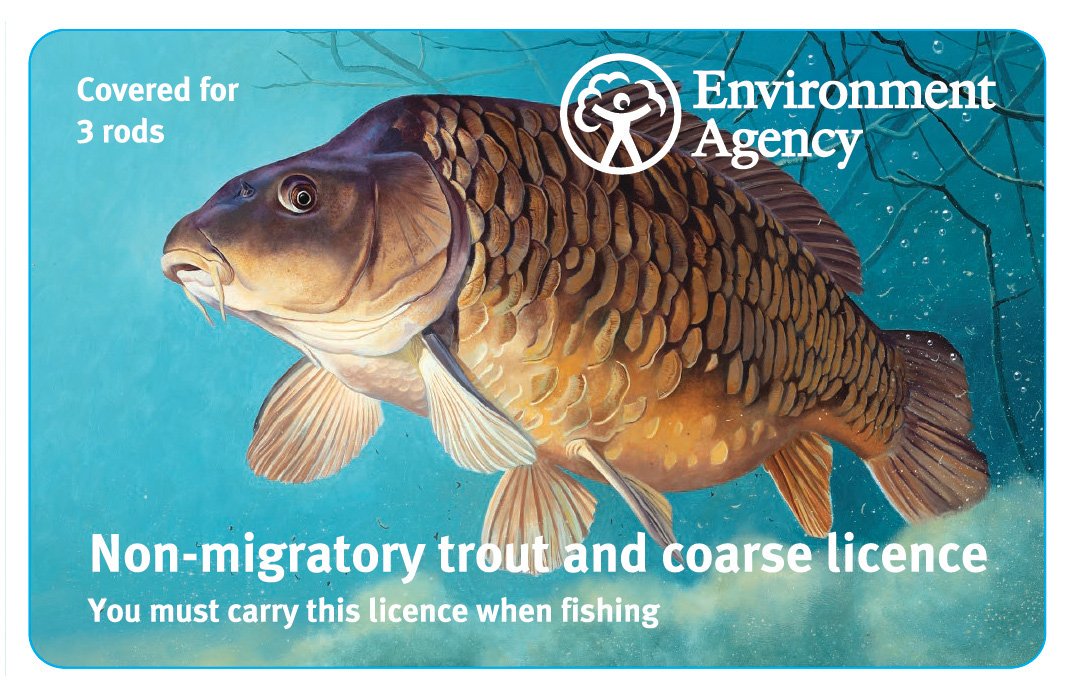 Covered for
3 rods
Environment
Agency
Non-migratory trout and coarse licence
You must carry this licence when fishing